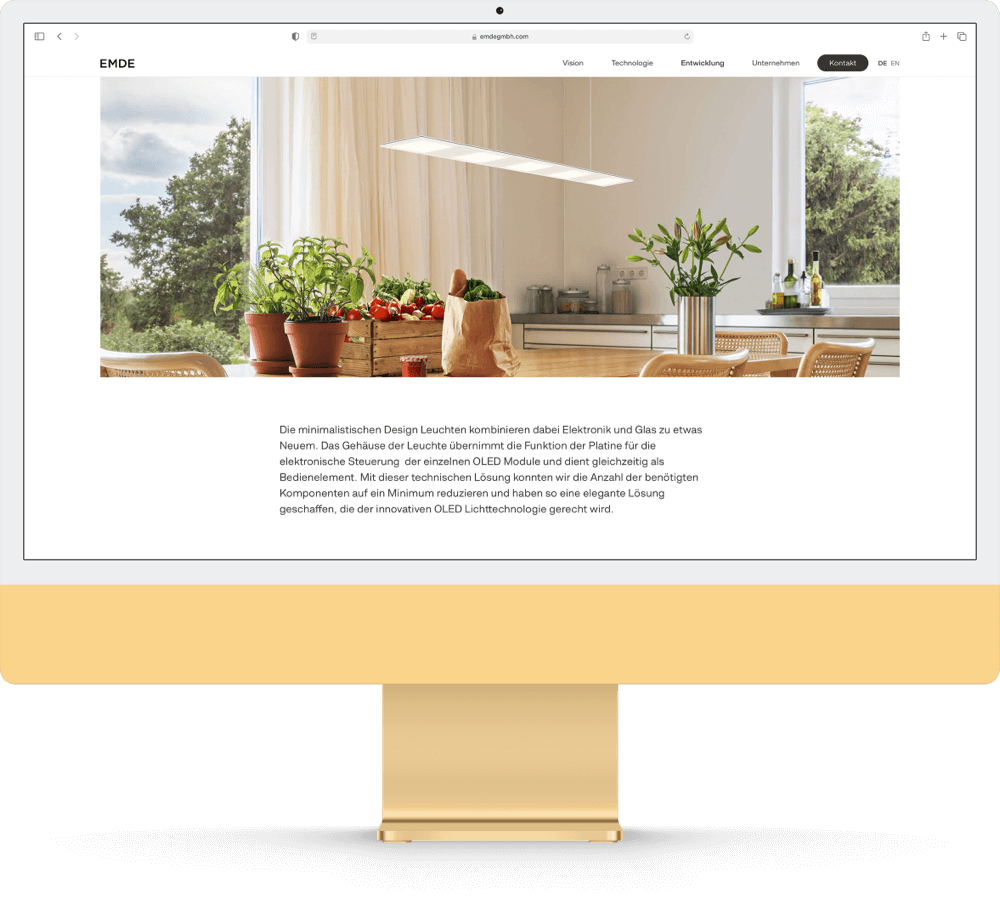 emdegmbh.com
EMDE
Vision Technologie Entwicklung Unternehmen Kontakt DE EN
Die minimalistischen Design Leuchten kombinieren dabei Elektronik und Glas zu etwas
Neuem. Das Gehäuse der Leuchte übernimmt die Funktion der Platine für die
elektronische Steuerung  der einzelnen OLED Module und dient gleichzeitig als
Bedienelement. Mit dieser technischen Lösung konnten wir die Anzahl der benötigten
Komponenten auf ein Minimum reduzieren und haben so eine elegante Lösung
geschaffen, die der innovativen OLED Lichttechnologie gerecht wird.